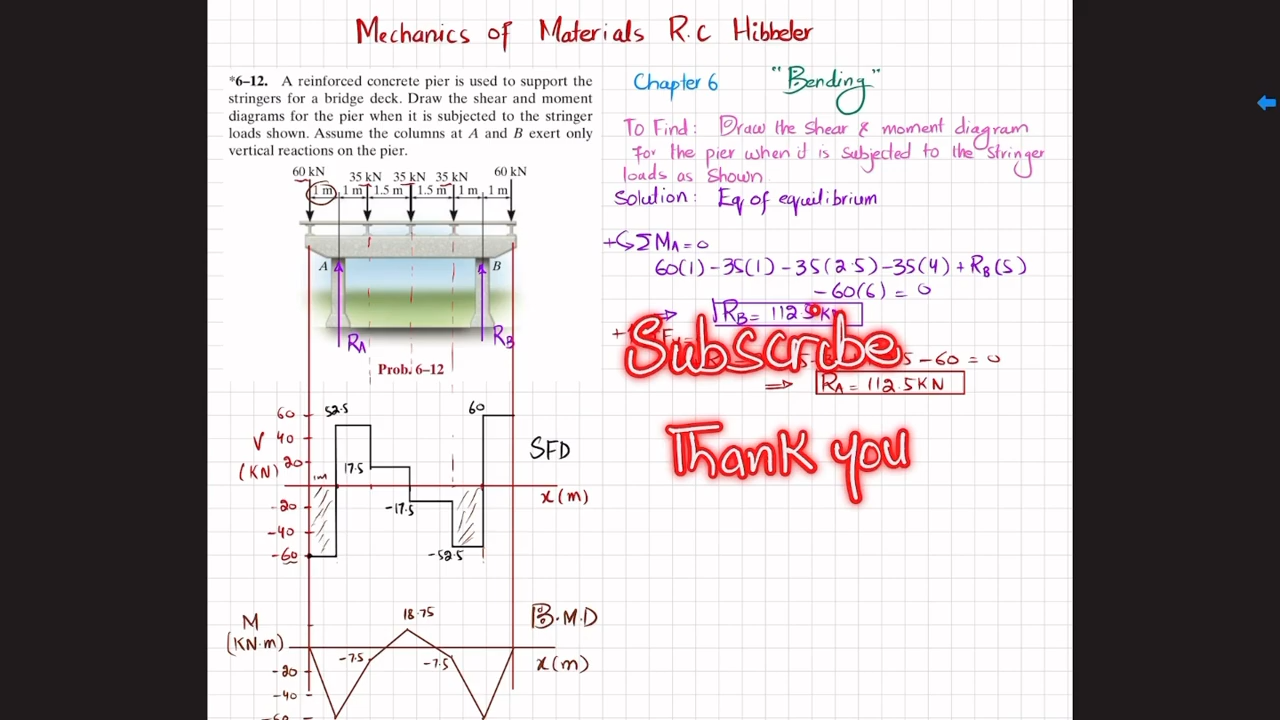 Mechanics of Materials R.C Hibbeler
*6–12. A reinforced concrete pier is used to support the
stringers for a bridge deck. Draw the shear and moment
diagrams for the pier when it is subjected to the stringer
loads shown. Assume the columns at A and B exert only
vertical reactions on the pier.
60 kN 35 kN 35 kN 35 kN 60 kN
1 m 1 m 1.5 m 1.5 m 1 m 1 m
A B
RA RB
Prob. 6–12
Chapter 6 "Bending"
To Find: Draw the Shear & moment diagram
for the pier when it is subjected to the stringer
loads as Shown
Solution: Eq of equilibrium
+ ΣMA = 0
60(1) - 35(1) - 35(2.5) - 35(4) + RB(5)
- 60(6) = 0
⇒ RB = 112.5 KN
Subscribe
5 - 60 = 0
⇒ RA = 112.5KN
Thank you
V
(KN)
60
40
20
-20
-40
-60
1m
52.5
17.5
-17.5
-52.5
60
SFD
x(m)
M
(KN.m)
-20
-40
-60
-7.5
18.75
-7.5
B.M.D
x(m)